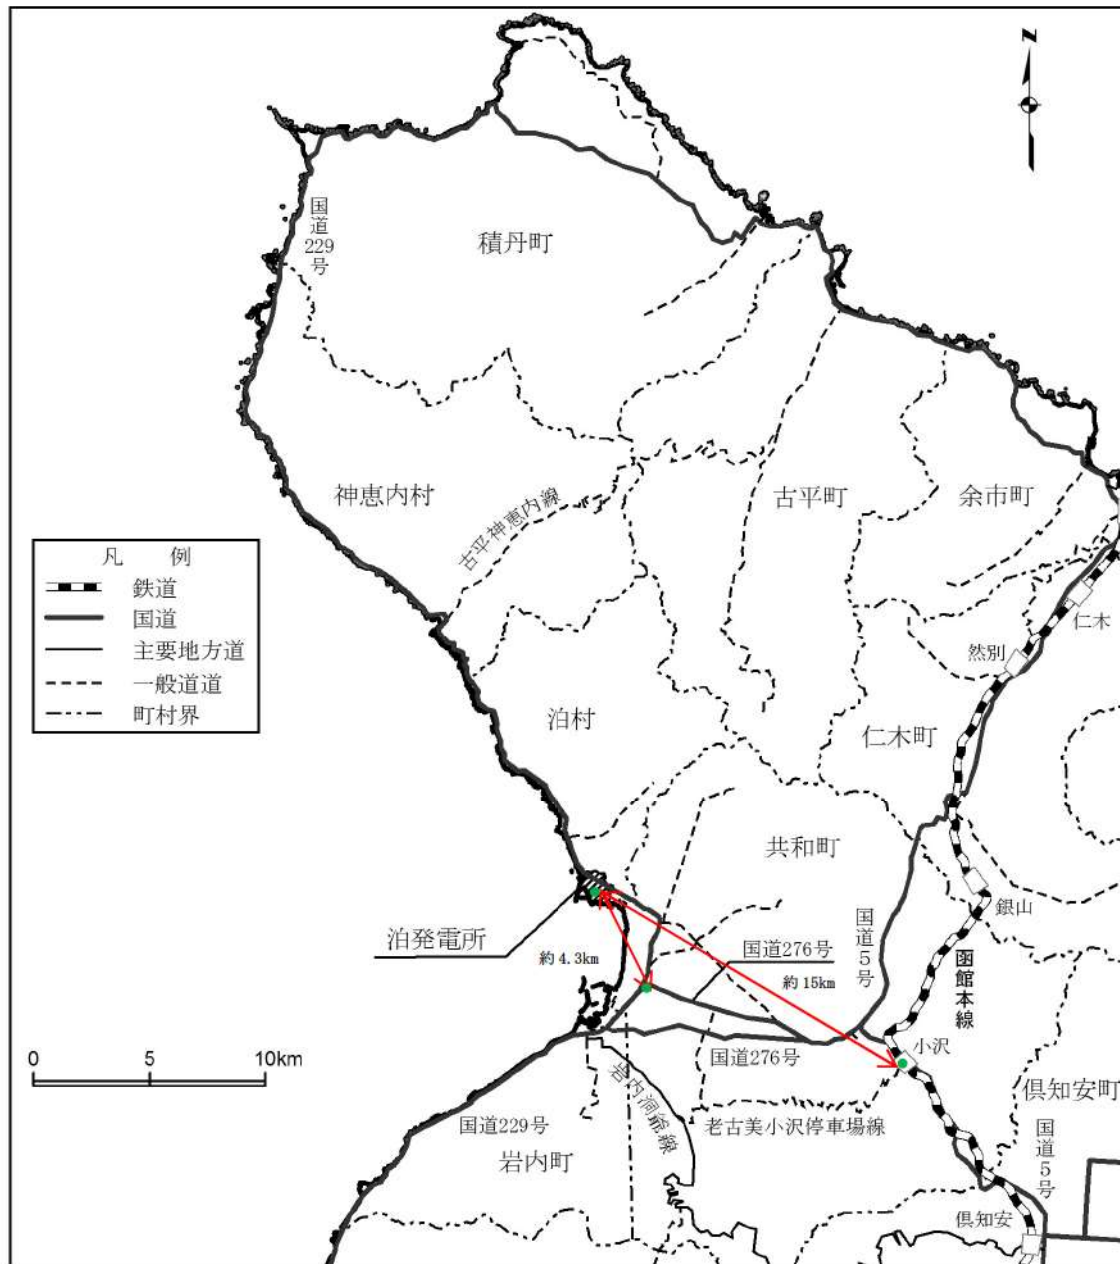 N
国道229号
積丹町
神恵内村
古平神恵内線
古平町
余市町
凡 例
鉄道
国道
主要地方道
一般道道
町村界
仁木
然別
泊村
仁木町
共和町
銀山
泊発電所
約4.3km
国道276号
約15km
国道5号
函館本線
小沢
0 5 10km
国道276号
岩内洞爺線
倶知安町
国道229号
老古美小沢停車場線
国道5号
岩内町
倶知安